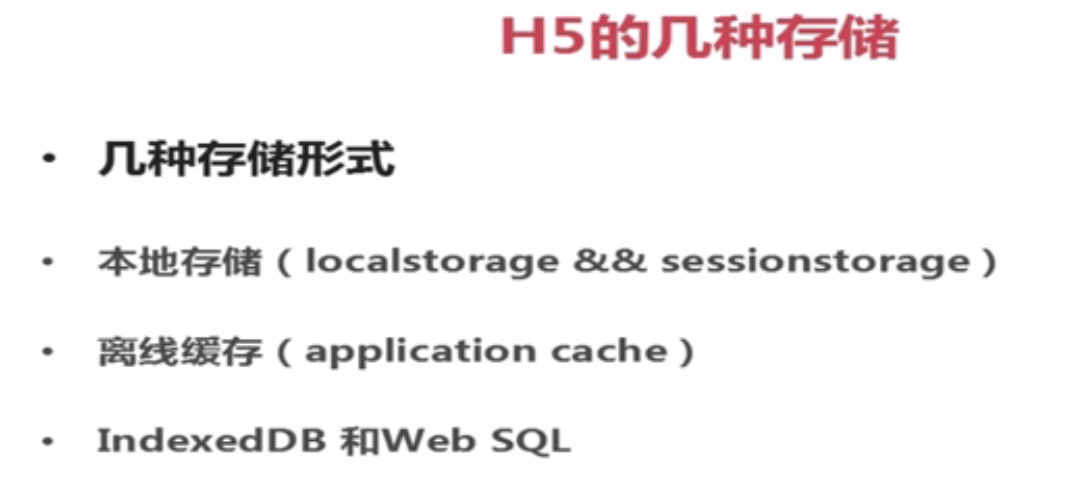 H5的几种存储
• 几种存储形式
• 本地存储（localstorage && sessionstorage）
• 离线缓存（application cache）
• IndexedDB 和Web SQL